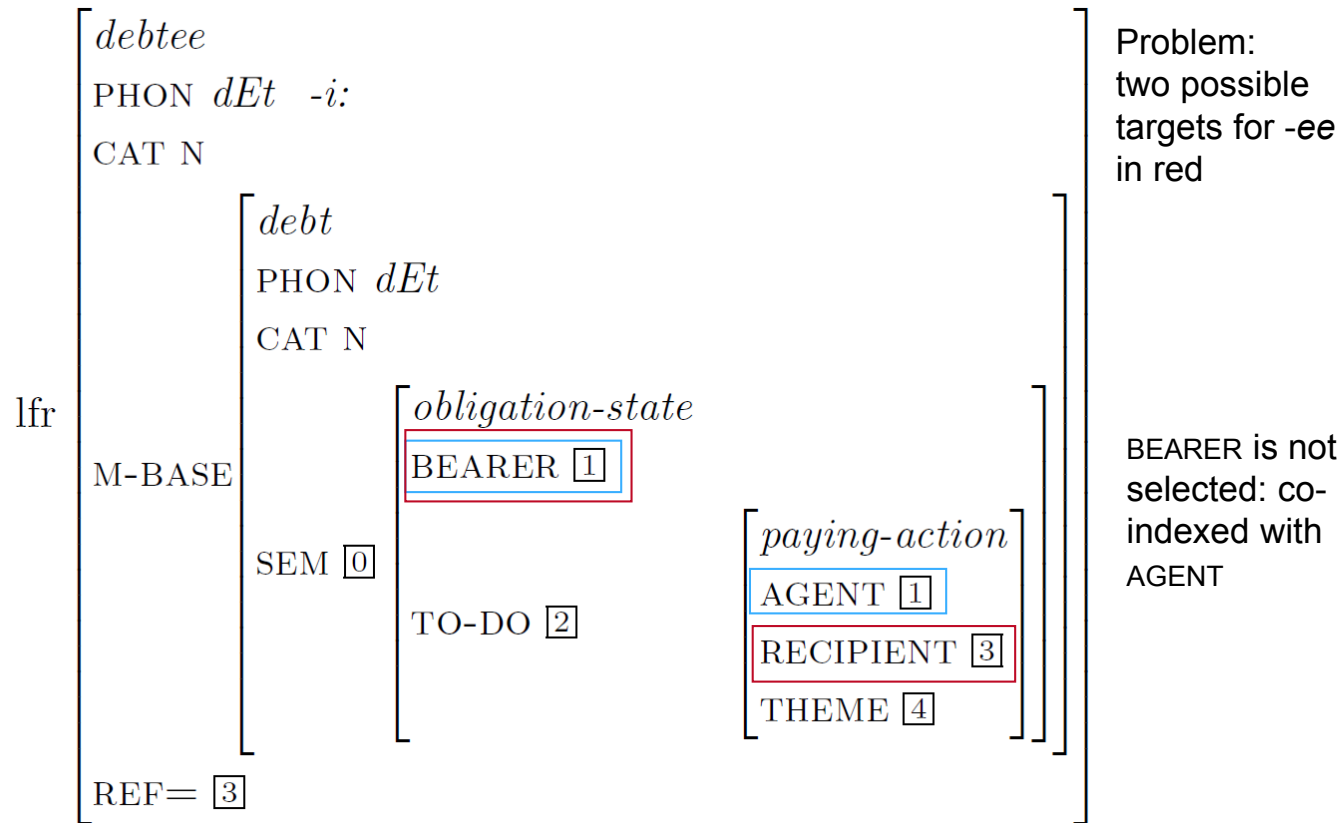 debtee
PHON dEt -i:
CAT N
debt
PHON dEt
CAT N
obligation-state
BEARER 1
paying-action
AGENT 1
RECIPIENT 3
THEME 4
TO-DO 2
SEM 0
M-BASE
REF= 3
lfr
Problem:
two possible
targets for -ee
in red
BEARER is not
selected: co-
indexed with
AGENT